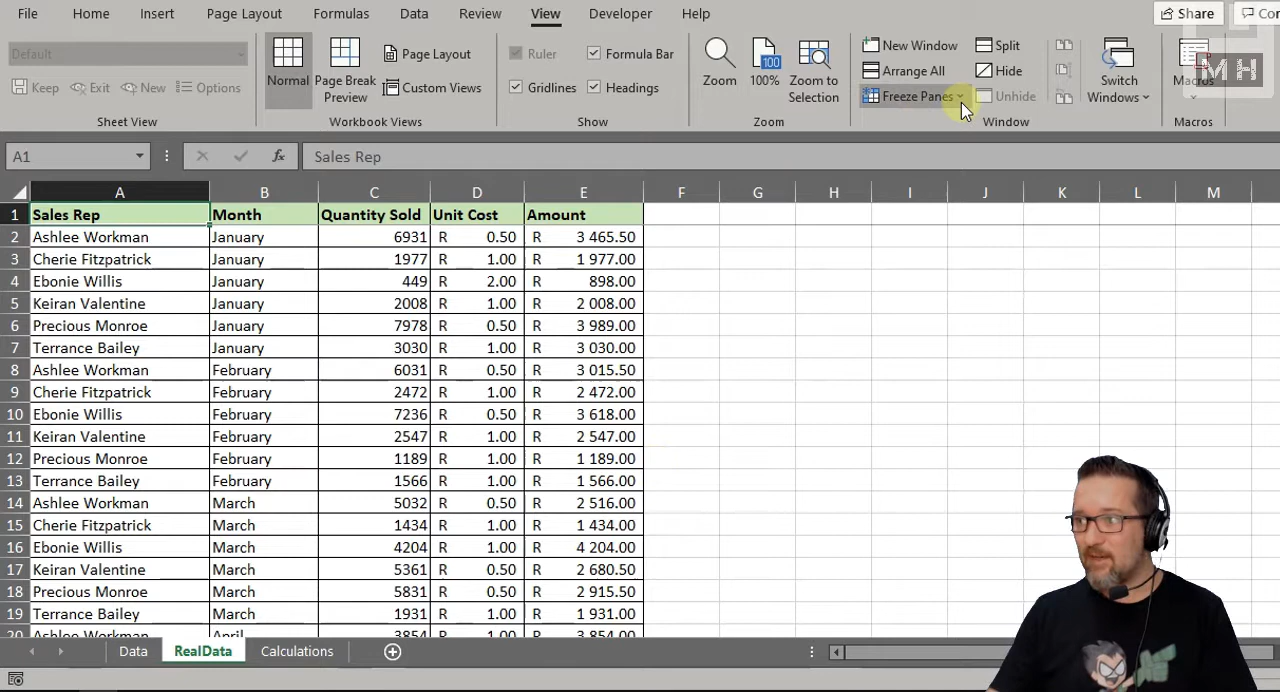 File Home Insert Page Layout Formulas Data Review View Developer Help Share
Default
Keep Exit New Options
Sheet View
Normal
Page Break
Preview
Page Layout
Custom Views
Workbook Views
Ruler Formula Bar
Gridlines Headings
Show
Zoom
100
100%
Zoom to
Selection
Zoom
New Window Split
Arrange All Hide
Freeze Panes Unhide
Switch
Windows
Window
Macros
Macros
MH
A1 fx Sales Rep
A B C D E F G H I J K L M
1 Sales Rep Month Quantity Sold Unit Cost Amount
2 Ashlee Workman January 6931 R 0.50 R 3 465.50
3 Cherie Fitzpatrick January 1977 R 1.00 R 1 977.00
4 Ebonie Willis January 449 R 2.00 R 898.00
5 Keiran Valentine January 2008 R 1.00 R 2 008.00
6 Precious Monroe January 7978 R 0.50 R 3 989.00
7 Terrance Bailey January 3030 R 1.00 R 3 030.00
8 Ashlee Workman February 6031 R 0.50 R 3 015.50
9 Cherie Fitzpatrick February 2472 R 1.00 R 2 472.00
10 Ebonie Willis February 7236 R 0.50 R 3 618.00
11 Keiran Valentine February 2547 R 1.00 R 2 547.00
12 Precious Monroe February 1189 R 1.00 R 1 189.00
13 Terrance Bailey February 1566 R 1.00 R 1 566.00
14 Ashlee Workman March 5032 R 0.50 R 2 516.00
15 Cherie Fitzpatrick March 1434 R 1.00 R 1 434.00
16 Ebonie Willis March 4204 R 1.00 R 4 204.00
17 Keiran Valentine March 5361 R 0.50 R 2 680.50
18 Precious Monroe March 5831 R 0.50 R 2 915.50
19 Terrance Bailey March 1931 R 1.00 R 1 931.00
20 Ashlee Workman April 3854 R 1.00 R 3 854.00
Data RealData Calculations